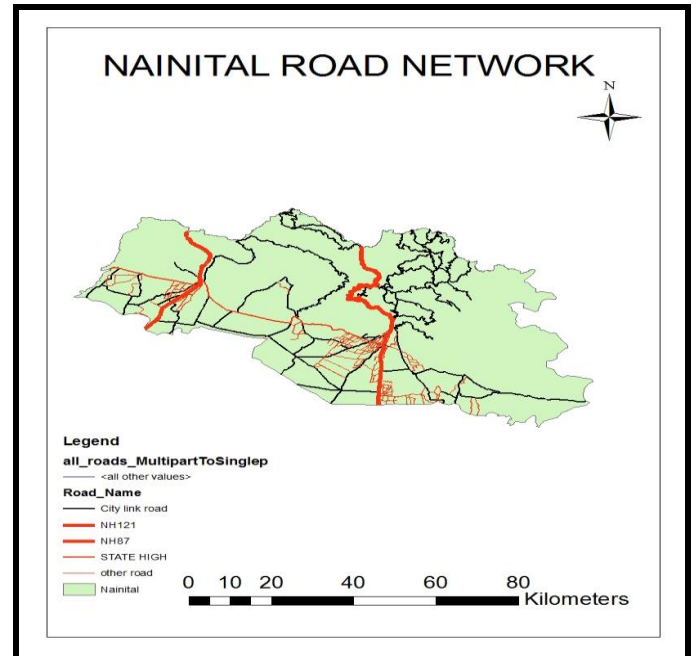 NAINITAL ROAD NETWORK
N
Legend
all_roads_MultipartToSinglep
<all other values>
Road_Name
City link road
NH121
NH87
STATE HIGH
other road
Nainital
0 10 20 40 60 80
Kilometers